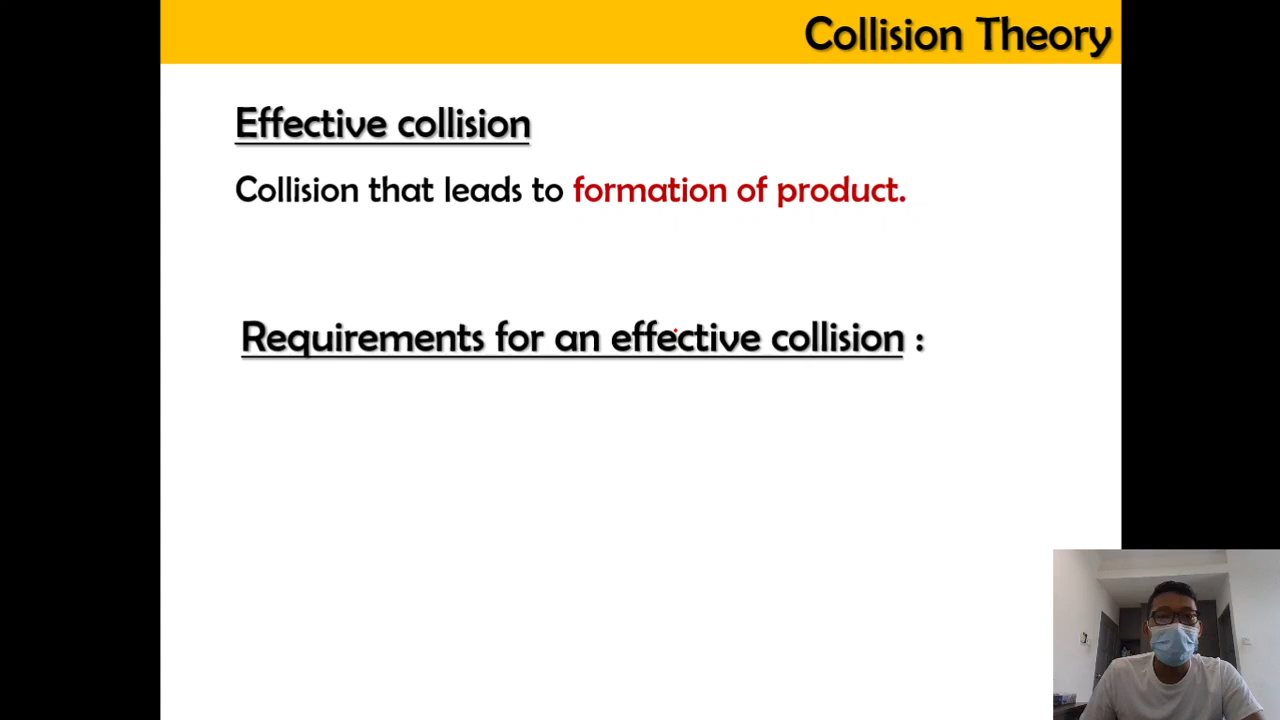 Collision Theory
Effective collision
Collision that leads to formation of product.
Requirements for an effective collision :